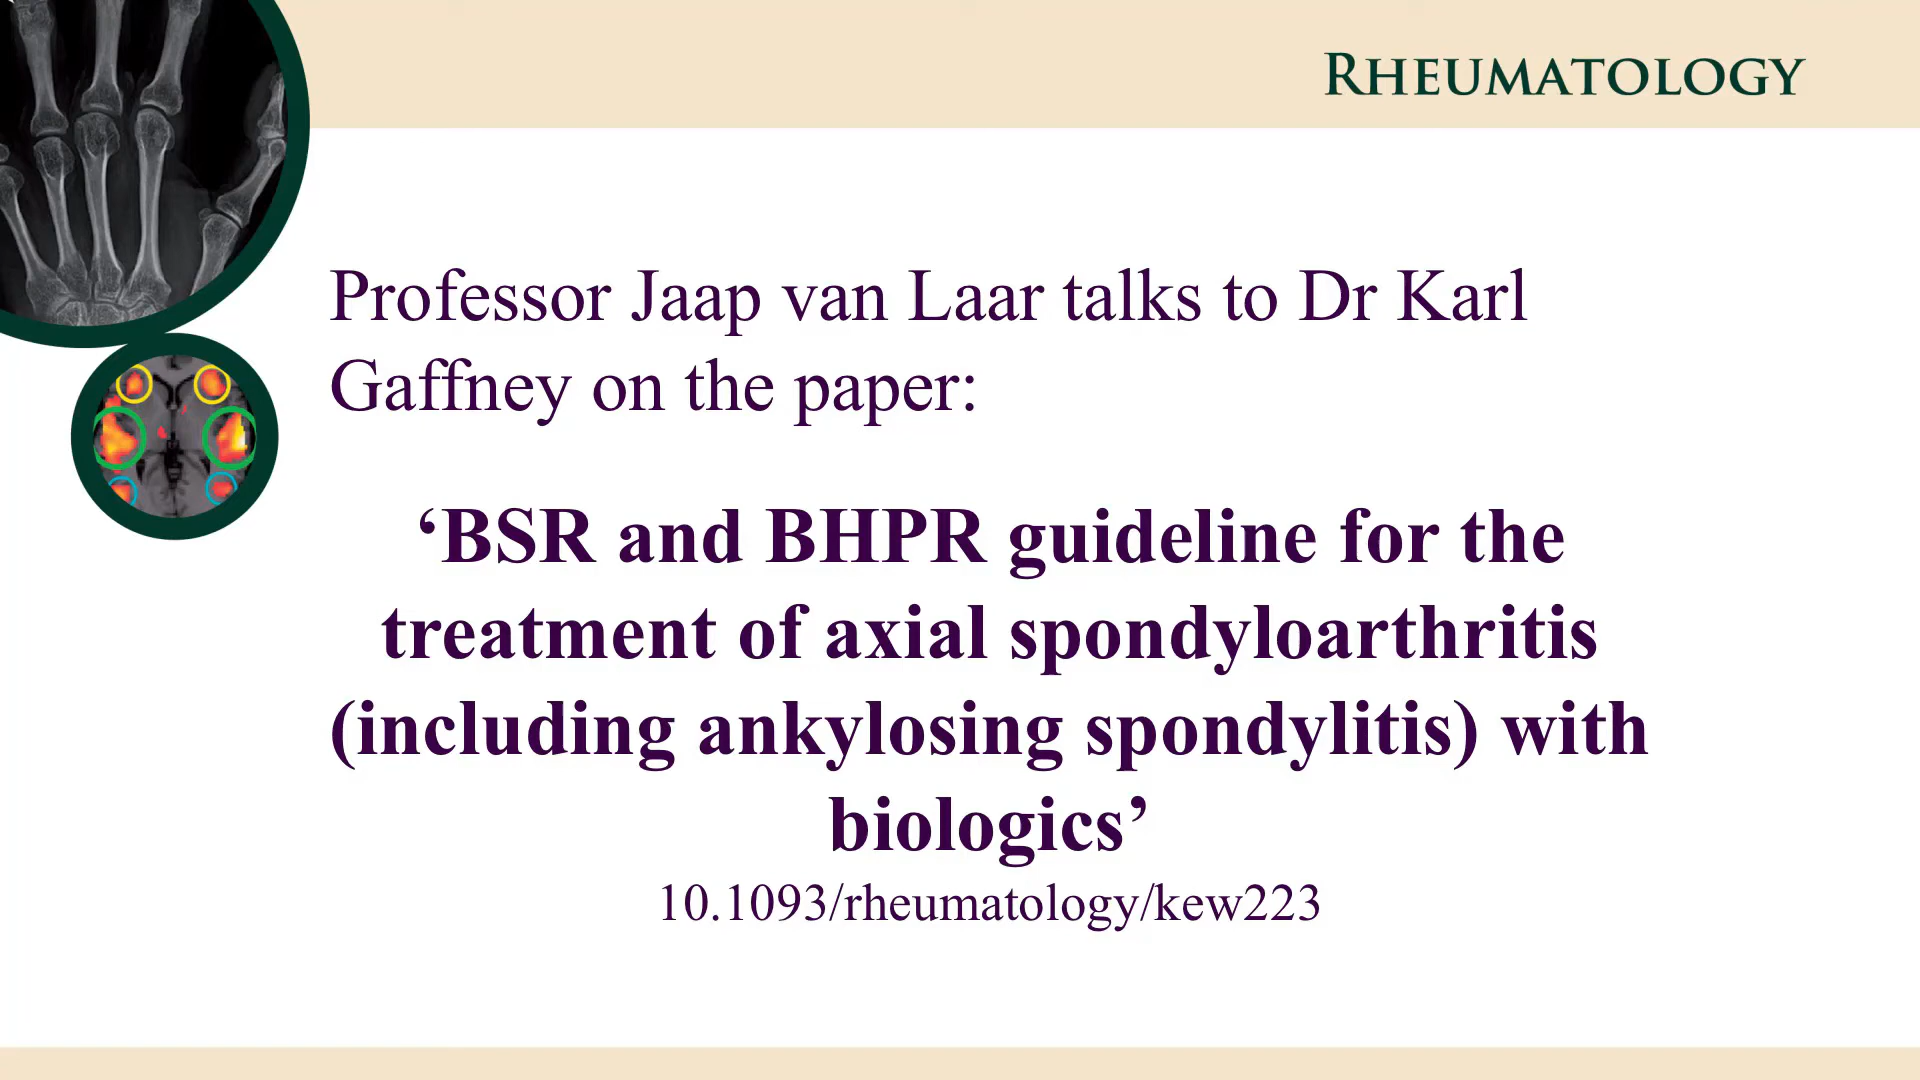 RHEUMATOLOGY
Professor Jaap van Laar talks to Dr Karl
Gaffney on the paper:
‘BSR and BHPR guideline for the
treatment of axial spondyloarthritis
(including ankylosing spondylitis) with
biologics’
10.1093/rheumatology/kew223